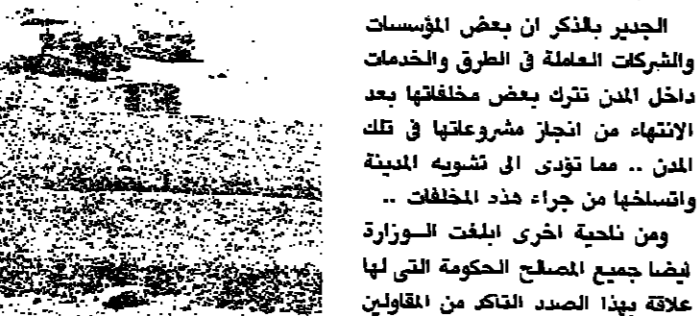 الجدير بالذكر ان بعض المؤسسات
والشركات العاملة في الطرق والخدمات
داخل المدن تترك بعض مخلفاتها بعد
الانتهاء من انجاز مشروعاتها في تلك
المدن .. مما تؤدى الى تشويه المدينة
واتساخها من جراء هذه المخلفات ..
ومن ناحية اخرى ابلغت الـوزارة
ايضا جميع المصالح الحكومة التى لها
علاقة بهذا الصدد التاكد من المقاولين